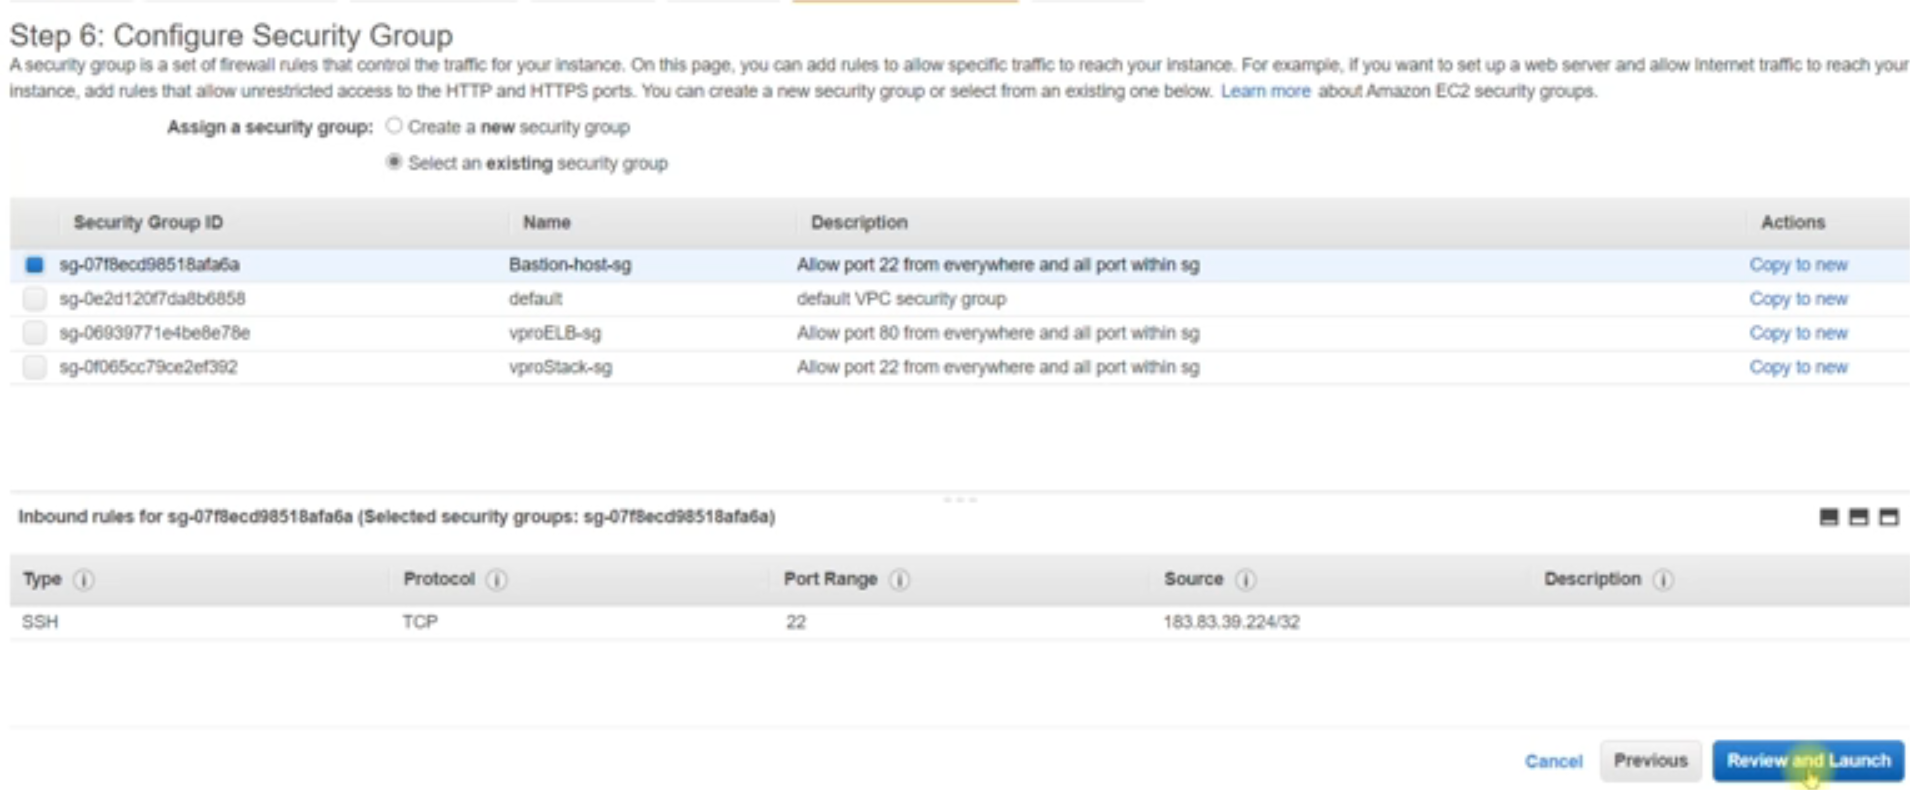 Step 6: Configure Security Group
A security group is a set of firewall rules that control the traffic for your instance. On this page, you can add rules to allow specific traffic to reach your instance. For example, if you want to set up a web server and allow Internet traffic to reach your
instance, add rules that allow unrestricted access to the HTTP and HTTPS ports. You can create a new security group or select from an existing one below. Learn more about Amazon EC2 security groups.
Assign a security group: Create a new security group
Select an existing security group
Security Group ID Name Description Actions
sg-07f8ecd98518afa6a Bastion-host-sg Allow port 22 from everywhere and all port within sg Copy to new
sg-0e2d120f7da8b6858 default default VPC security group Copy to new
sg-06939771e4be8e78e vproELB-sg Allow port 80 from everywhere and all port within sg Copy to new
sg-0f065cc79ce2ef392 vproStack-sg Allow port 22 from everywhere and all port within sg Copy to new
Inbound rules for sg-07f8ecd98518afa6a (Selected security groups: sg-07f8ecd98518afa6a)
Type Protocol Port Range Source Description
SSH TCP 22 183.83.39.224/32
Cancel Previous Review and Launch